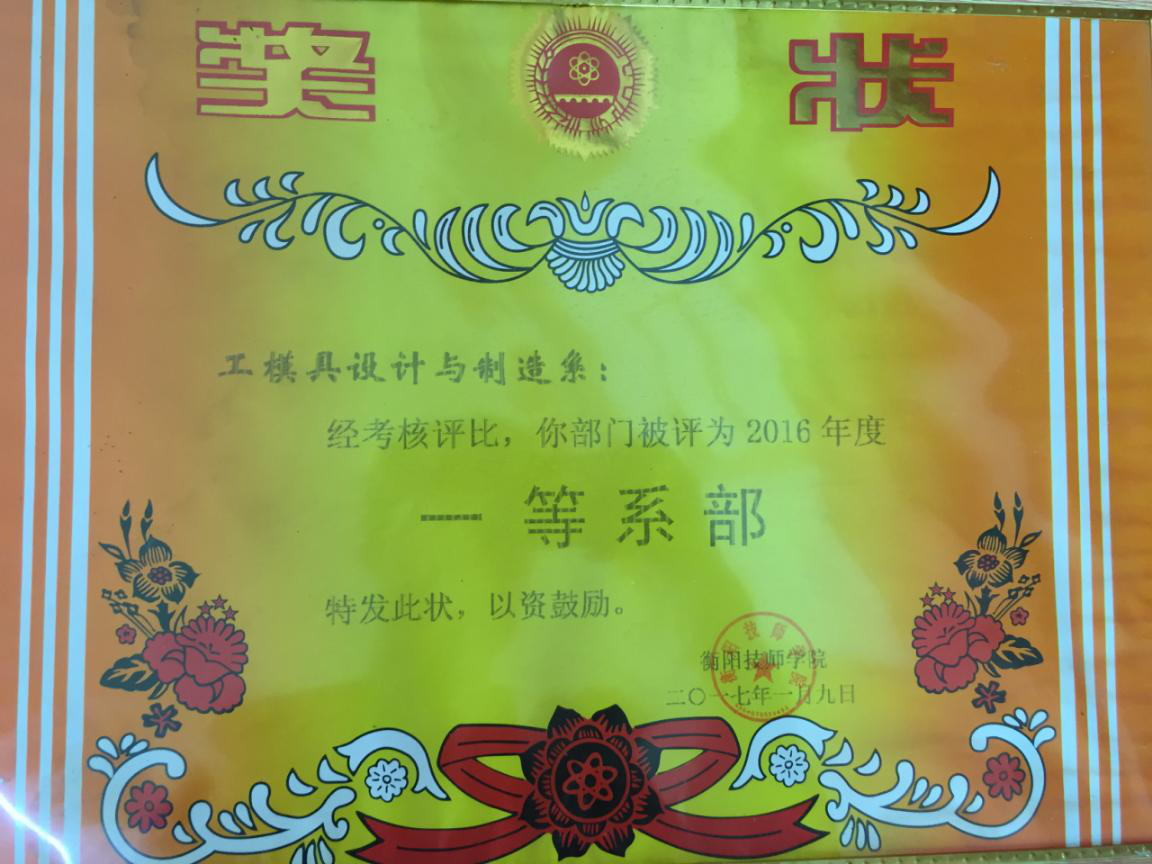 奖状
工模具设计与制造系：
经考核评比，你部门被评为2016年度
一等系部
特发此状，以资鼓励。
衡阳技师学院
二〇一七年一月九日